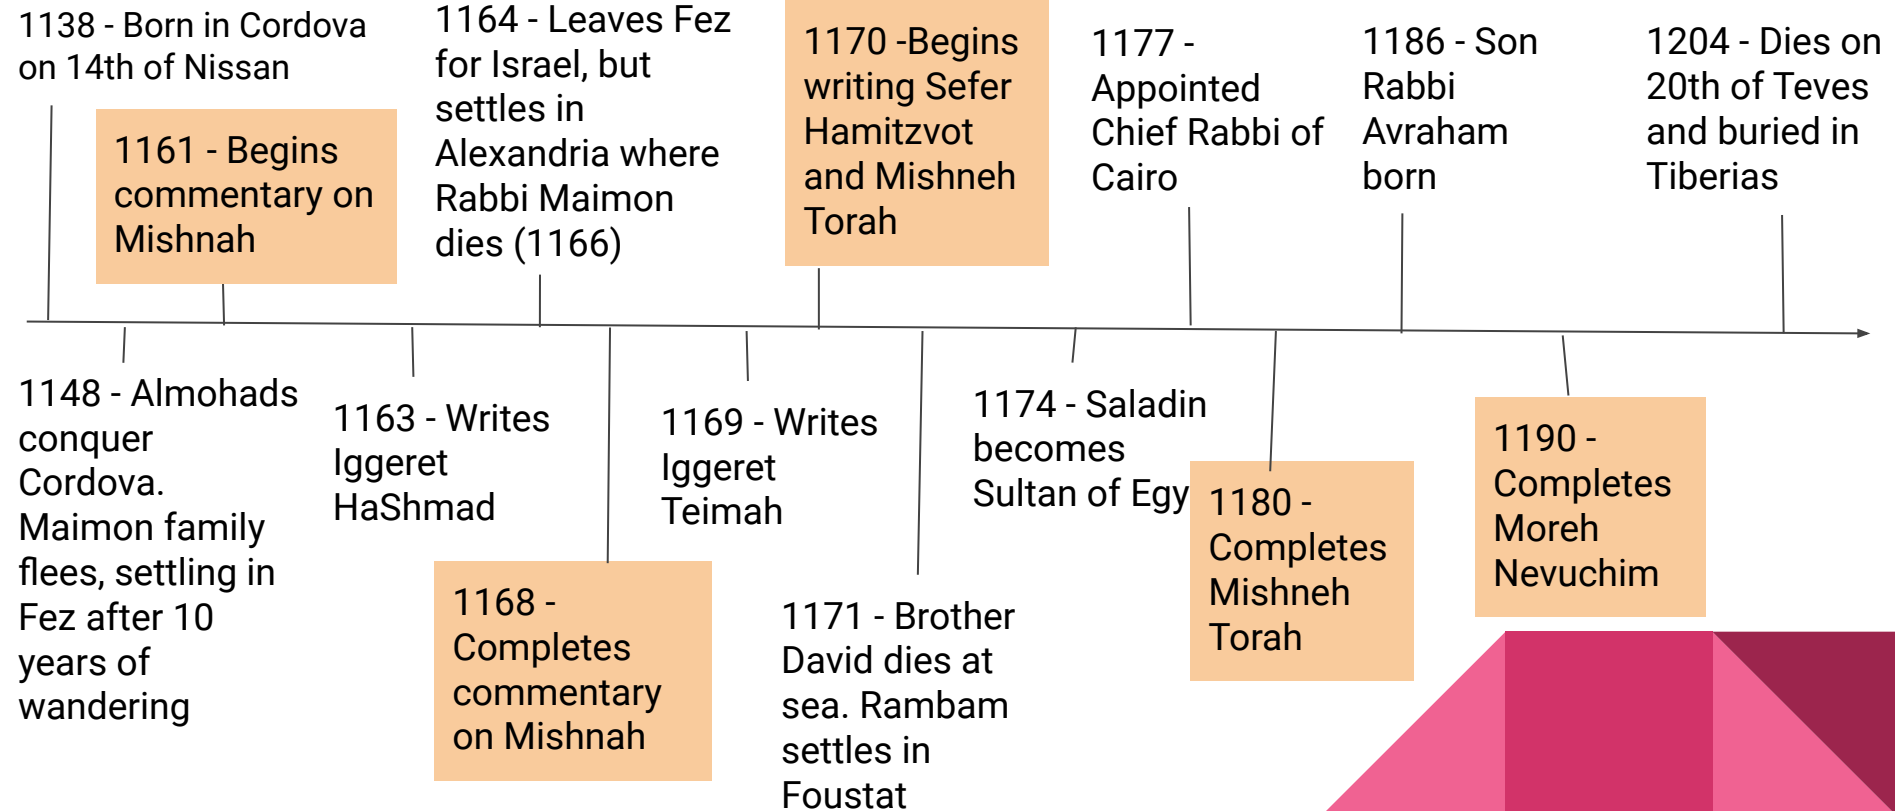 1138 - Born in Cordova
on 14th of Nissan
1161 - Begins
commentary on
Mishnah
1164 - Leaves Fez
for Israel, but
settles in
Alexandria where
Rabbi Maimon
dies (1166)
1170 -Begins
writing Sefer
Hamitzvot
and Mishneh
Torah
1177 -
Appointed
Chief Rabbi of
Cairo
1186 - Son
Rabbi
Avraham
born
1204 - Dies on
20th of Teves
and buried in
Tiberias
1148 - Almohads
conquer
Cordova.
Maimon family
flees, settling in
Fez after 10
years of
wandering
1163 - Writes
Iggeret
HaShmad
1168 -
Completes
commentary
on Mishnah
1169 - Writes
Iggeret
Teimah
1171 - Brother
David dies at
sea. Rambam
settles in
Foustat
1174 - Saladin
becomes
Sultan of Egy
1180 -
Completes
Mishneh
Torah
1190 -
Completes
Moreh
Nevuchim